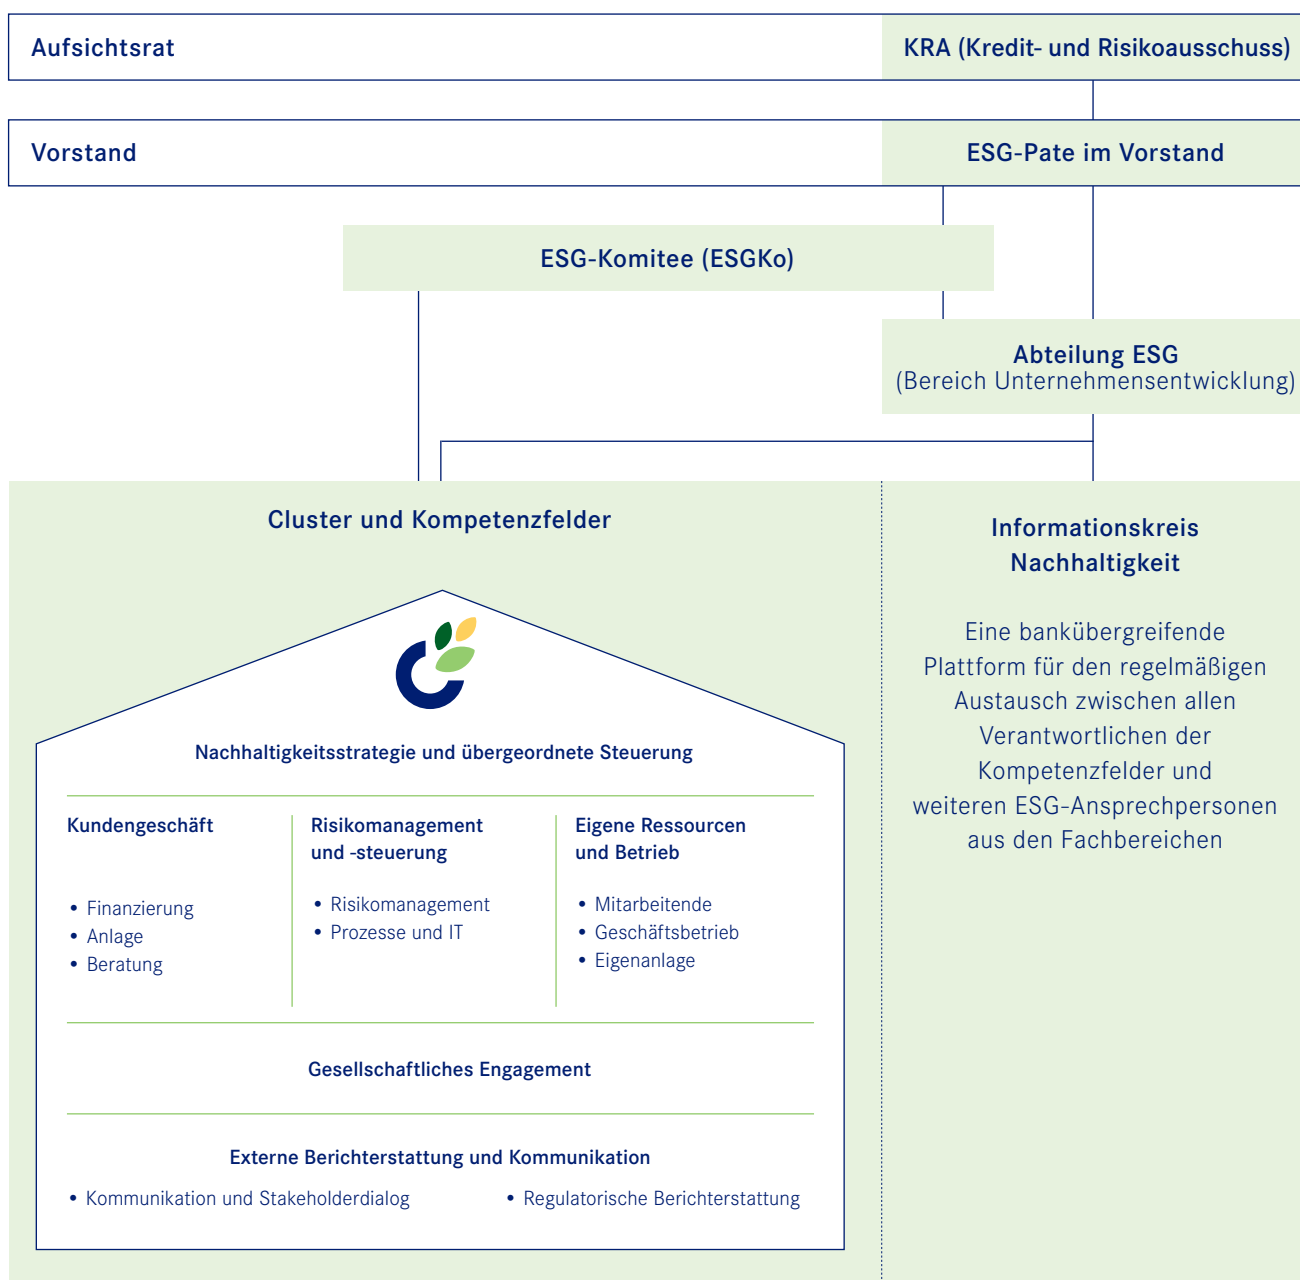 Aufsichtsrat
KRA (Kredit- und Risikoausschuss)
Vorstand
ESG-Pate im Vorstand
ESG-Komitee (ESGKo)
Abteilung ESG
(Bereich Unternehmensentwicklung)
Cluster und Kompetenzfelder
Nachhaltigkeitsstrategie und übergeordnete Steuerung
Kundengeschäft
• Finanzierung
• Anlage
• Beratung
Risikomanagement
und -steuerung
• Risikomanagement
• Prozesse und IT
Eigene Ressourcen
und Betrieb
• Mitarbeitende
• Geschäftsbetrieb
• Eigenanlage
Gesellschaftliches Engagement
Externe Berichterstattung und Kommunikation
• Kommunikation und Stakeholderdialog
• Regulatorische Berichterstattung
Informationskreis
Nachhaltigkeit
Eine bankübergreifende
Plattform für den regelmäßigen
Austausch zwischen allen
Verantwortlichen der
Kompetenzfelder und
weiteren ESG-Ansprechpersonen
aus den Fachbereichen